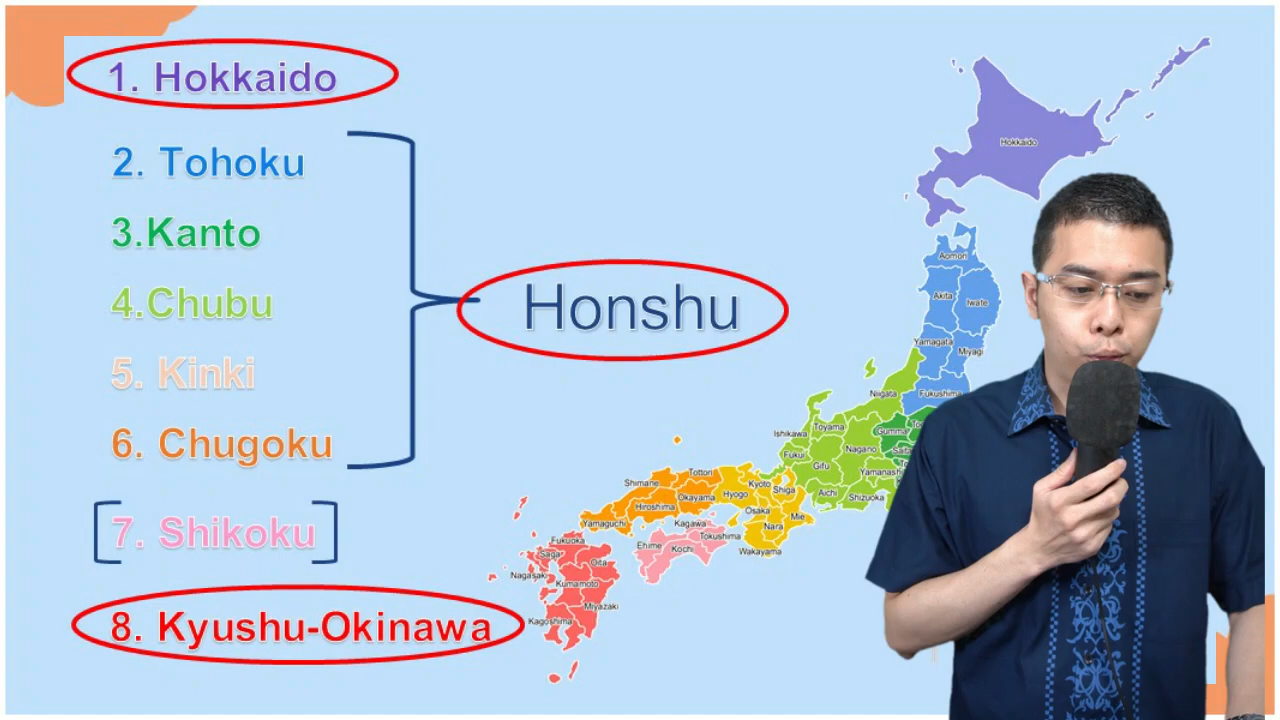 1. Hokkaido
2. Tohoku
3.Kanto
4.Chubu
5. Kinki
6. Chugoku
Honshu
7. Shikoku
8. Kyushu-Okinawa
Hokkaido
Aomori
Akita
Iwate
Yamagata
Miyagi
Niigata
Fukushima
Ishikawa
Toyama
Gumma
Fukui
Gifu
Nagano
Yamanashi
Aichi
Shizuoka
Tottori
Shimane
Okayama
Hiroshima
Yamaguchi
Hyogo
Kyoto
Shiga
Osaka
Mie
Nara
Wakayama
Kagawa
Tokushima
Ehime
Kochi
Fukuoka
Saga
Oita
Nagasaki
Kumamoto
Miyazaki
Kagoshima